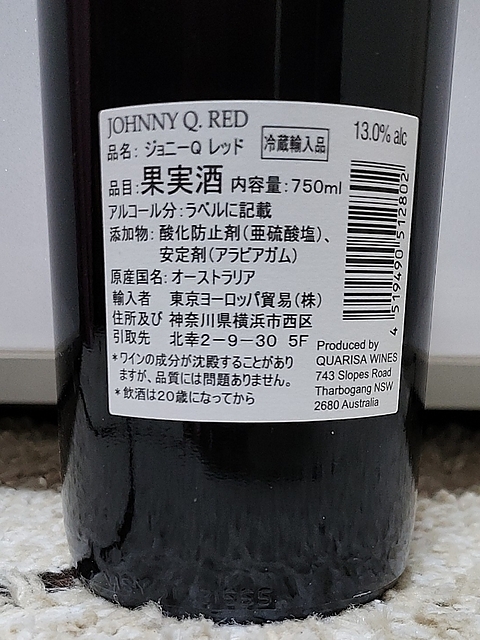 JOHNNY Q. RED
冷蔵輸入品
13.0% alc
品名: ジョニーQ レッド
品目:果実酒 内容量:750ml
アルコール分:ラベルに記載
添加物: 酸化防止剤(亜硫酸塩)、
安定剤(アラビアガム)
原産国名: オーストラリア
輸入者 東京ヨーロッパ貿易(株)
住所及び 神奈川県横浜市西区
引取先 北幸2-9-30 5F
*ワインの成分が沈殿することがあり
ますが、品質には問題ありません。
*飲酒は20歳になってから
4 519490 512802
Produced by
QUARISA WINES
743 Slopes Road
Tharbogang NSW
2680 Australia